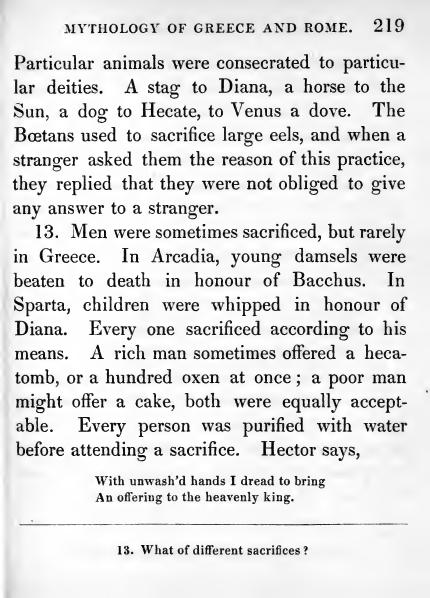 MYTHOLOGY OF GREECE AND ROME. 219
Particular animals were consecrated to particu-
lar deities. A stag to Diana, a horse to the
Sun, a dog to Hecate, to Venus a dove. The
Bœtans used to sacrifice large eels, and when a
stranger asked them the reason of this practice,
they replied that they were not obliged to give
any answer to a stranger.
13. Men were sometimes sacrificed, but rarely
in Greece. In Arcadia, young damsels were
beaten to death in honour of Bacchus. In
Sparta, children were whipped in honour of
Diana. Every one sacrificed according to his
means. A rich man sometimes offered a heca-
tomb, or a hundred oxen at once; a poor man
might offer a cake, both were equally accept-
able. Every person was purified with water
before attending a sacrifice. Hector says,
With unwash'd hands I dread to bring
An offering to the heavenly king.
13. What of different sacrifices?